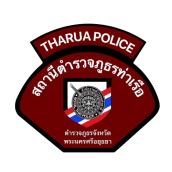 THARUA POLICE
สถานีตำรวจภูธรท่าเรือ
ตำรวจภูธรจังหวัด
พระนครศรีอยุธยา